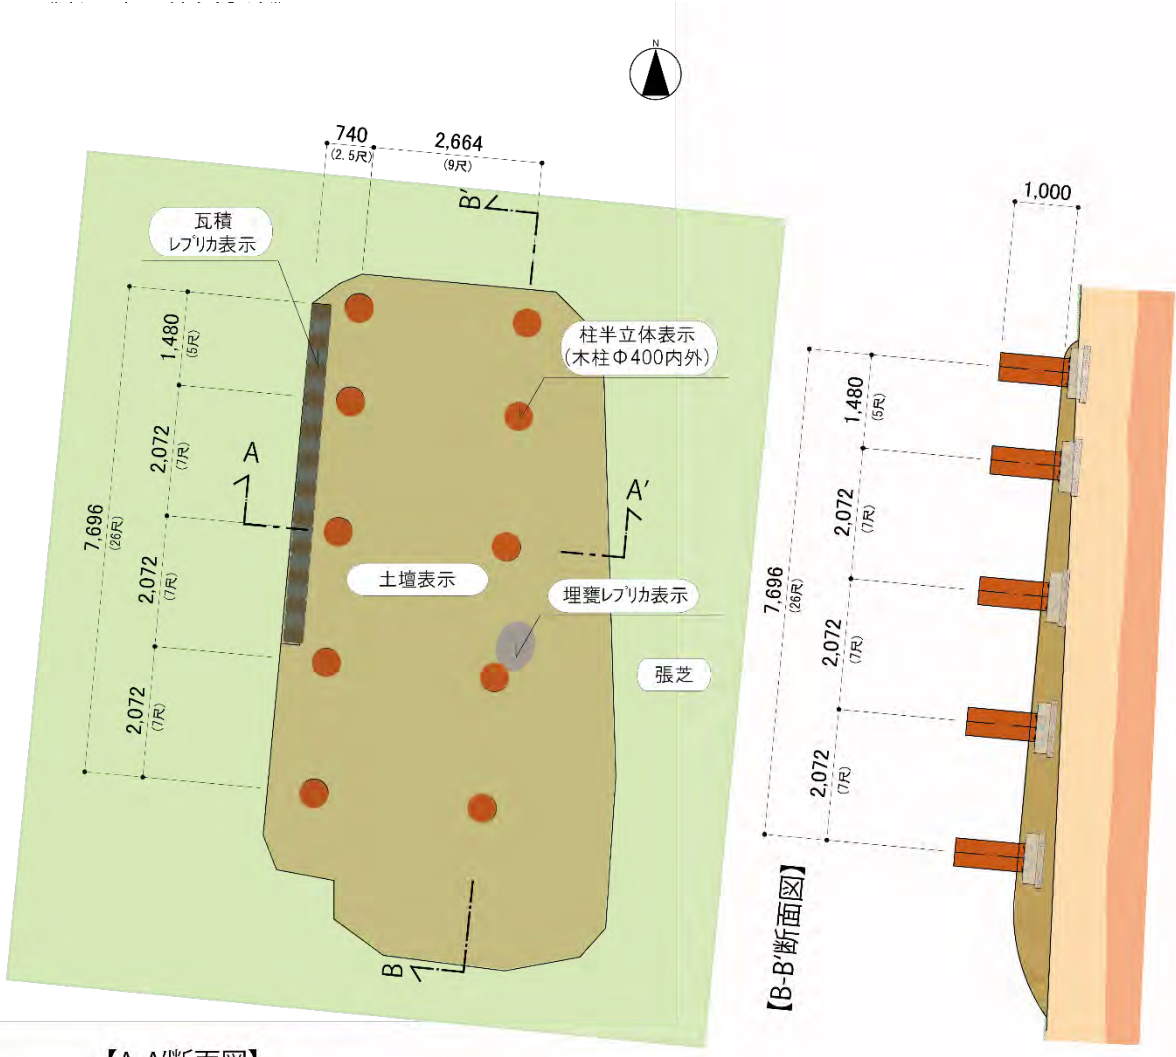 N
740
(2.5尺)
2,664
(9尺)
B'
1,000
瓦積
レプリカ表示
1,480
(5尺)
柱半立体表示
(木柱Φ400内外)
2,072
(7尺)
A
A'
7,696
(26尺)
2,072
(7尺)
土壇表示
埋甕レプリカ表示
張芝
2,072
(7尺)
B
1,480
(5尺)
2,072
(7尺)
7,696
(26尺)
2,072
(7尺)
2,072
(7尺)
【B-B'断面図】
【A-A'断面図】